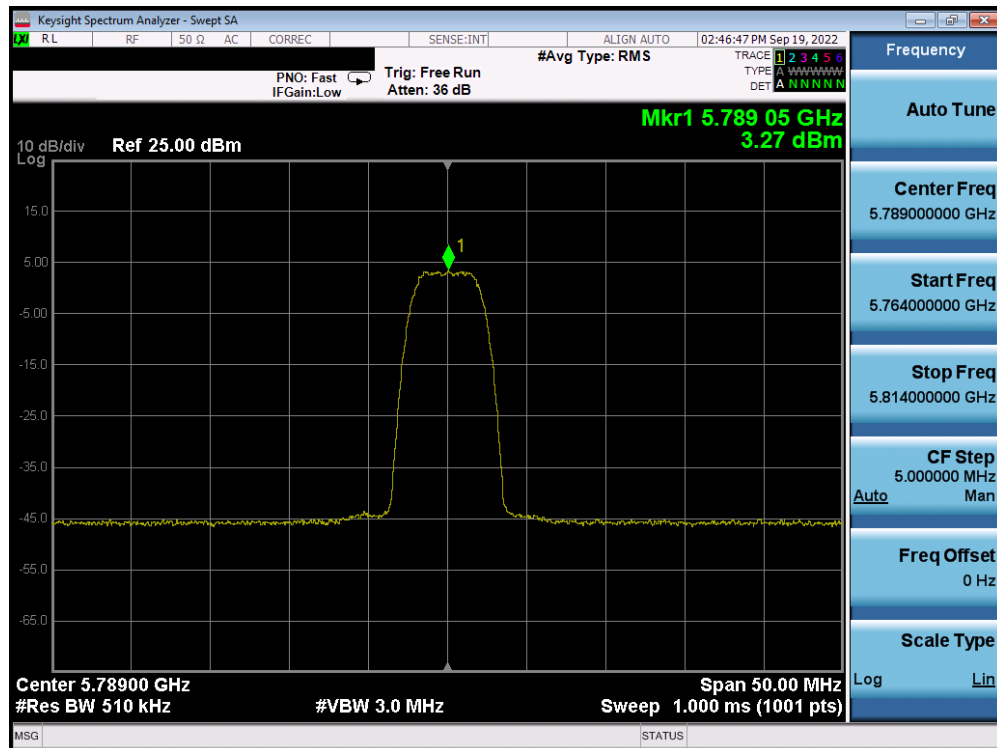 Keysight Spectrum Analyzer - Swept SA
LXI RL RF 50 Ω AC CORREC SENSE:INT ALIGN AUTO 02:46:47 PM Sep 19, 2022
PNO: Fast
IFGain:Low
Trig: Free Run
Atten: 36 dB
#Avg Type: RMS
TRACE 1 2 3 4 5 6
TYPE A WWWWW
DET A N N N N N
Mkr1 5.789 05 GHz
3.27 dBm
10 dB/div Ref 25.00 dBm
Log
15.0
5.00
-5.00
-15.0
-25.0
-35.0
-45.0
-55.0
-65.0
1
Center 5.78900 GHz
#Res BW 510 kHz
#VBW 3.0 MHz
Span 50.00 MHz
Sweep 1.000 ms (1001 pts)
MSG
STATUS
Frequency
Auto Tune
Center Freq
5.789000000 GHz
Start Freq
5.764000000 GHz
Stop Freq
5.814000000 GHz
CF Step
5.000000 MHz
Auto Man
Freq Offset
0 Hz
Scale Type
Log Lin